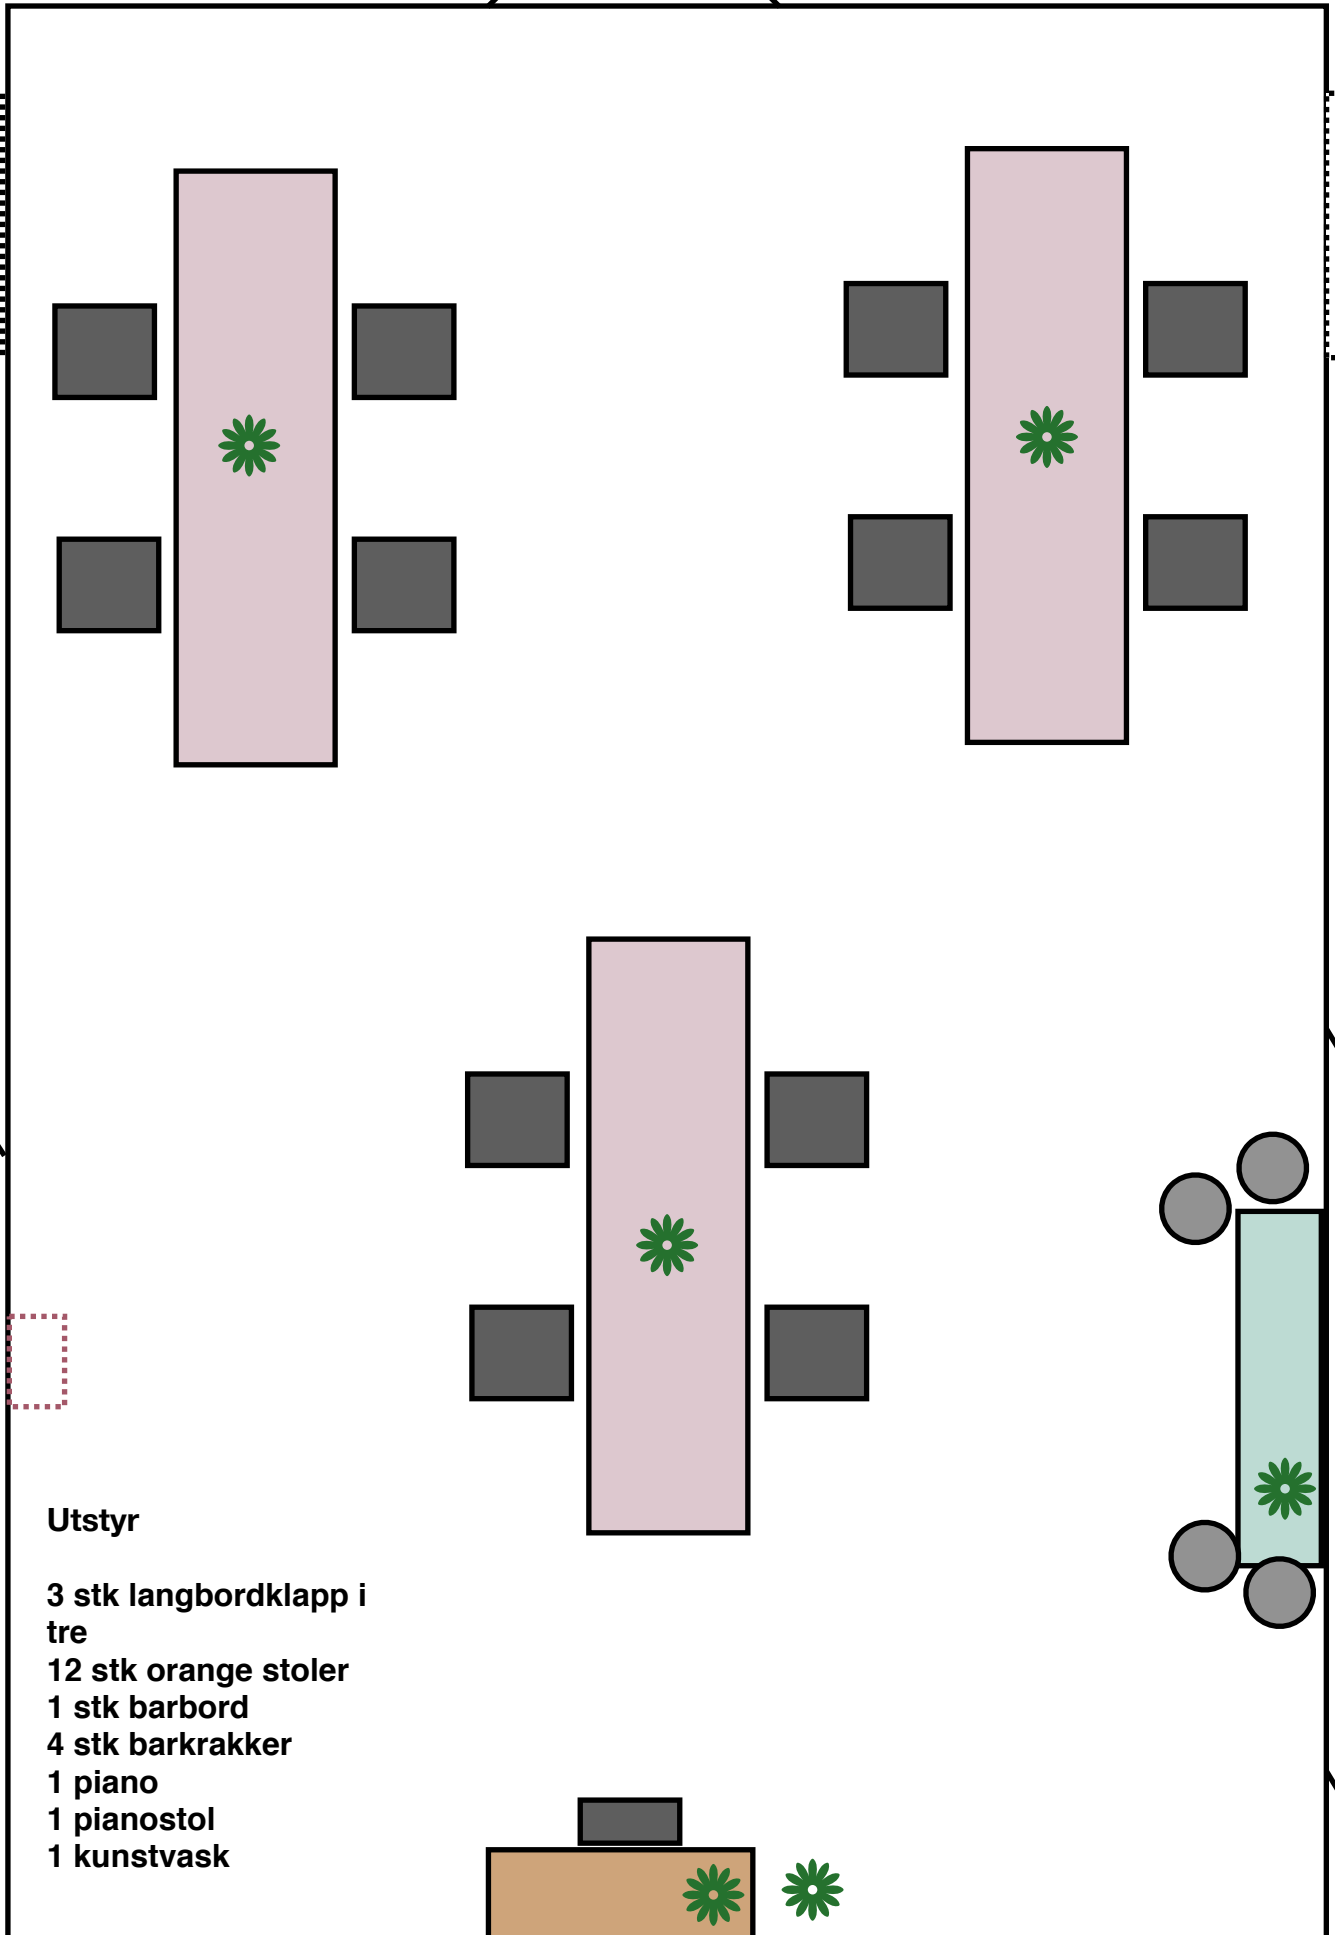 Utstyr
3 stk langbordklapp i
tre
12 stk orange stoler
1 stk barbord
4 stk barkrakker
1 piano
1 pianostol
1 kunstvask